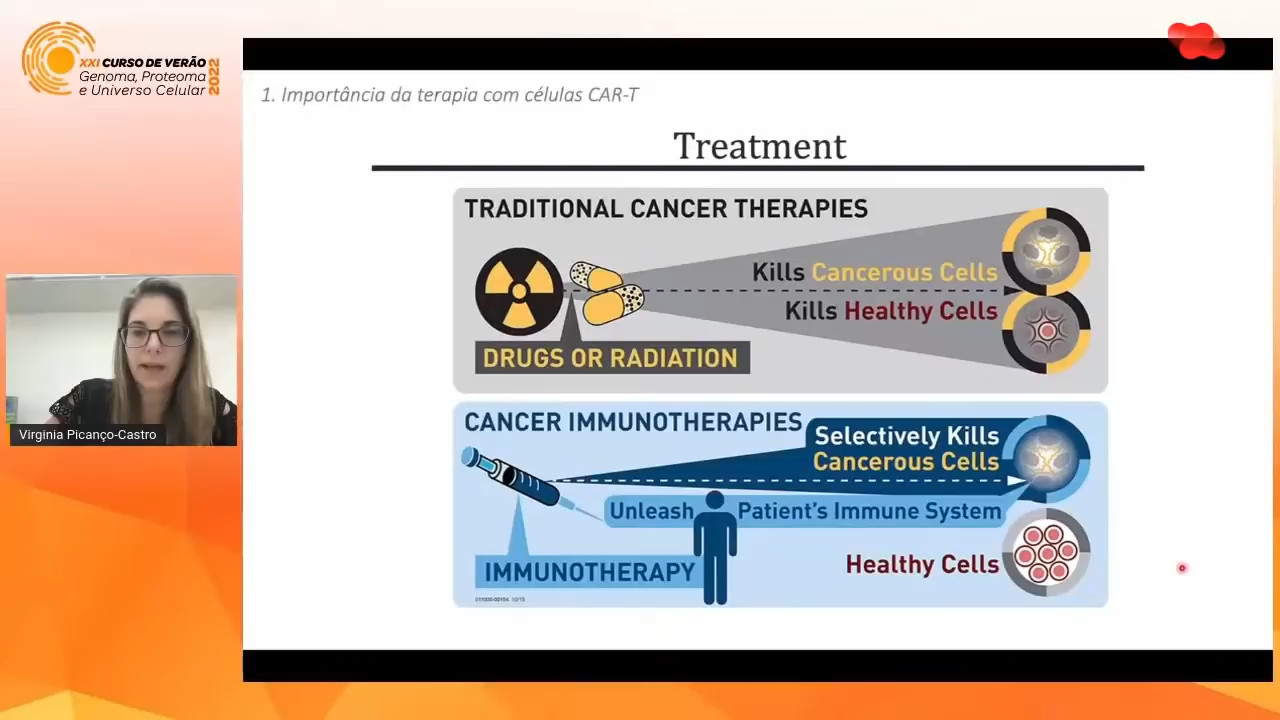 XXI CURSO DE VERÃO
Genoma, Proteoma
e Universo Celular
2022
1. Importância da terapia com células CAR-T
Treatment
TRADITIONAL CANCER THERAPIES
Kills Cancerous Cells
Kills Healthy Cells
DRUGS OR RADIATION
CANCER IMMUNOTHERAPIES
Selectively Kills
Cancerous Cells
Unleash Patient's Immune System
Healthy Cells
IMMUNOTHERAPY
Virginia Picanço-Castro